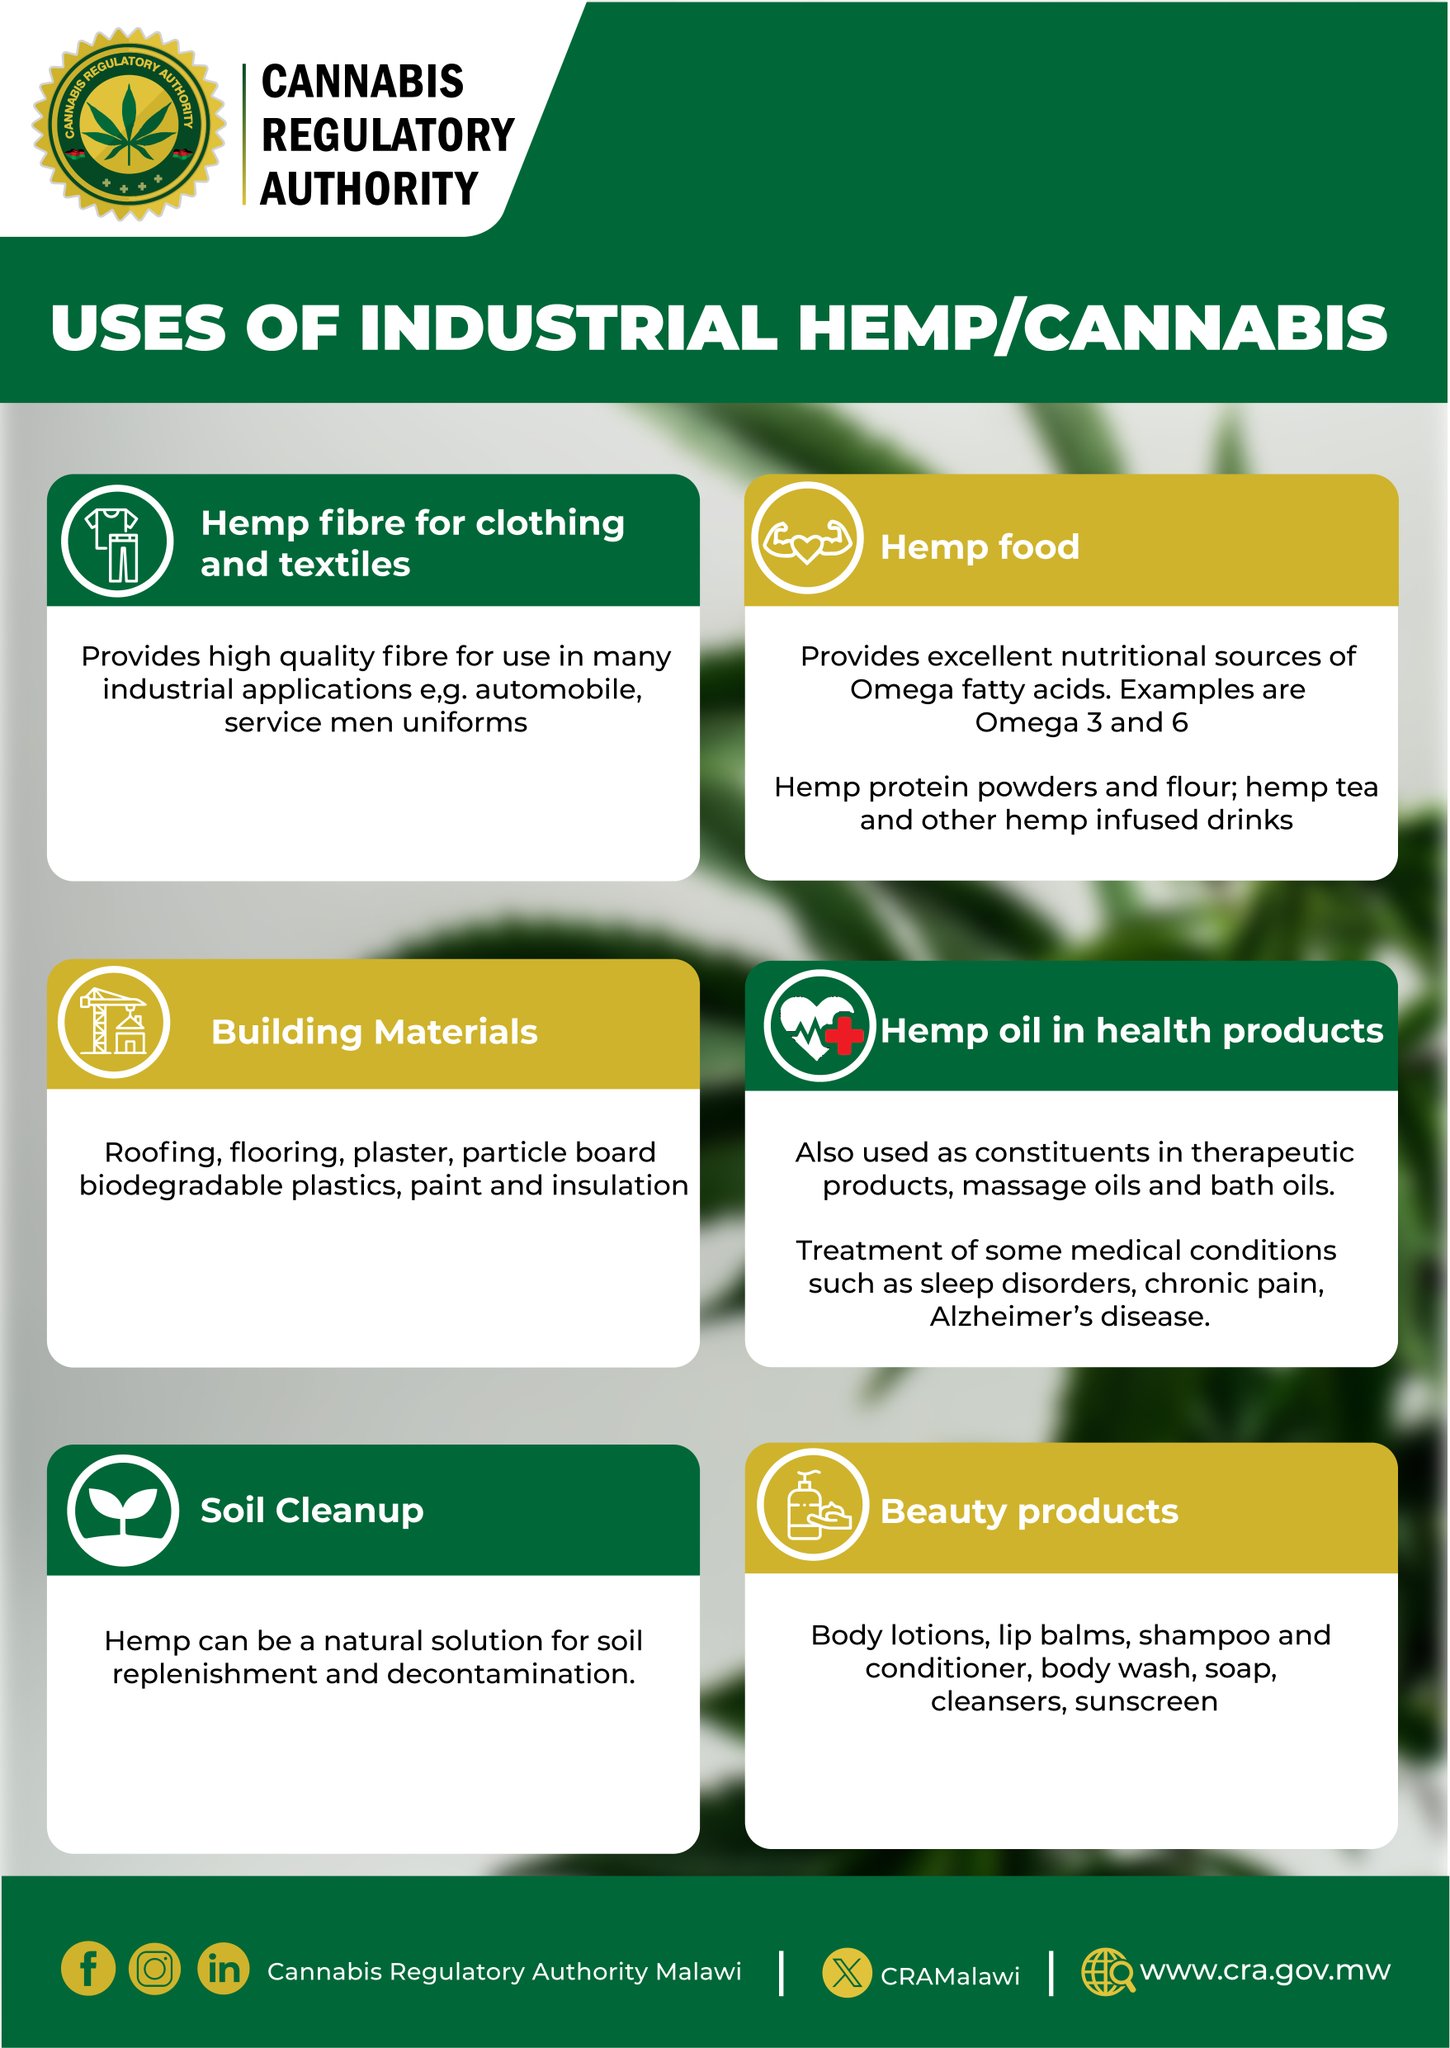 CANNABIS REGULATORY AUTHORITY
CANNABIS
REGULATORY
AUTHORITY
USES OF INDUSTRIAL HEMP/CANNABIS
Hemp fibre for clothing
and textiles
Provides high quality fibre for use in many
industrial applications e,g. automobile,
service men uniforms
Hemp food
Provides excellent nutritional sources of
Omega fatty acids. Examples are
Omega 3 and 6
Hemp protein powders and flour; hemp tea
and other hemp infused drinks
Building Materials
Roofing, flooring, plaster, particle board
biodegradable plastics, paint and insulation
Hemp oil in health products
Also used as constituents in therapeutic
products, massage oils and bath oils.
Treatment of some medical conditions
such as sleep disorders, chronic pain,
Alzheimer’s disease.
Soil Cleanup
Hemp can be a natural solution for soil
replenishment and decontamination.
Beauty products
Body lotions, lip balms, shampoo and
conditioner, body wash, soap,
cleansers, sunscreen
Cannabis Regulatory Authority Malawi
CRAMalawi
www.cra.gov.mw